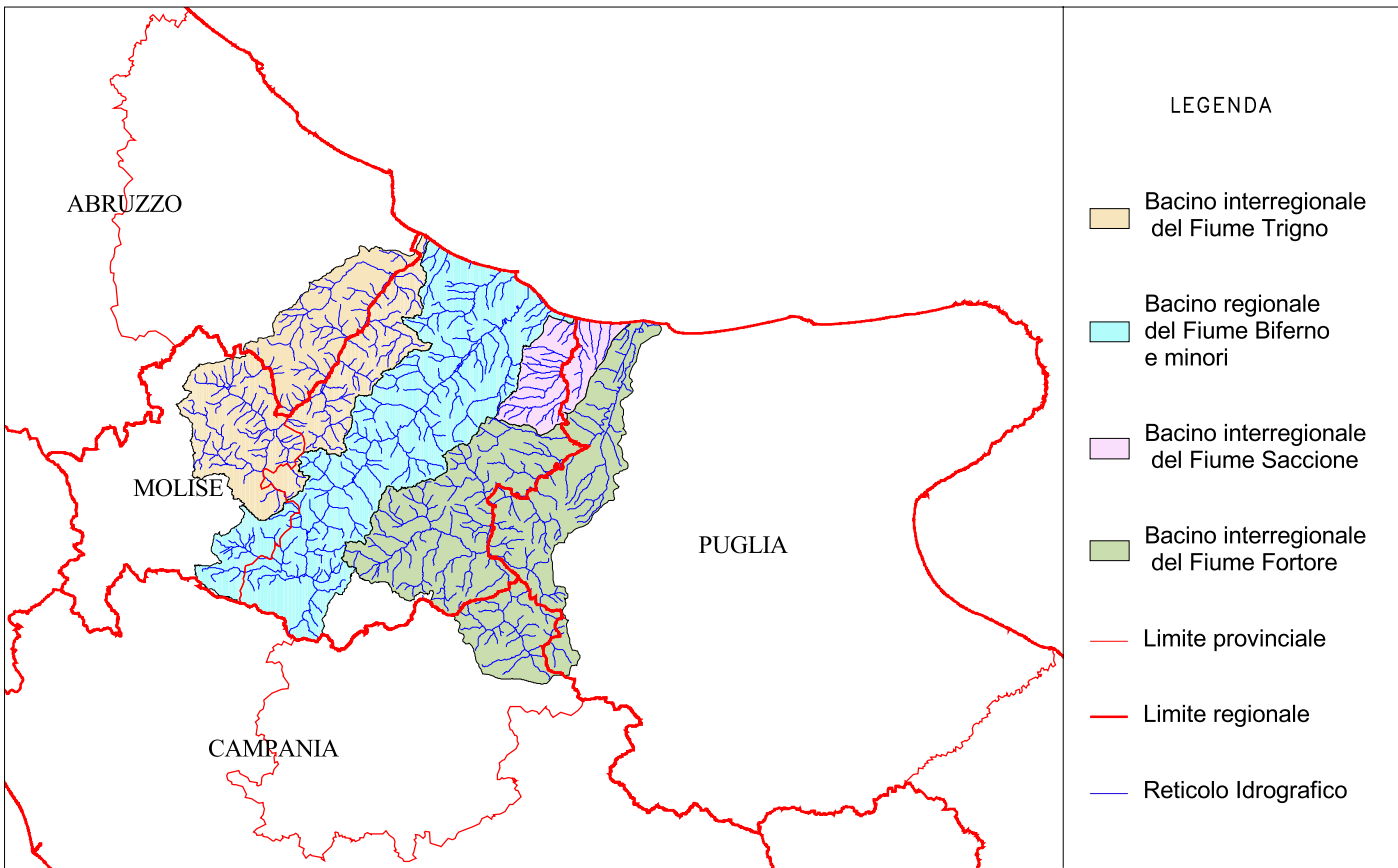 ABRUZZO
MOLISE
PUGLIA
CAMPANIA
LEGENDA
Bacino interregionale
del Fiume Trigno
Bacino regionale
del Fiume Biferno
e minori
Bacino interregionale
del Fiume Saccione
Bacino interregionale
del Fiume Fortore
Limite provinciale
Limite regionale
Reticolo Idrografico